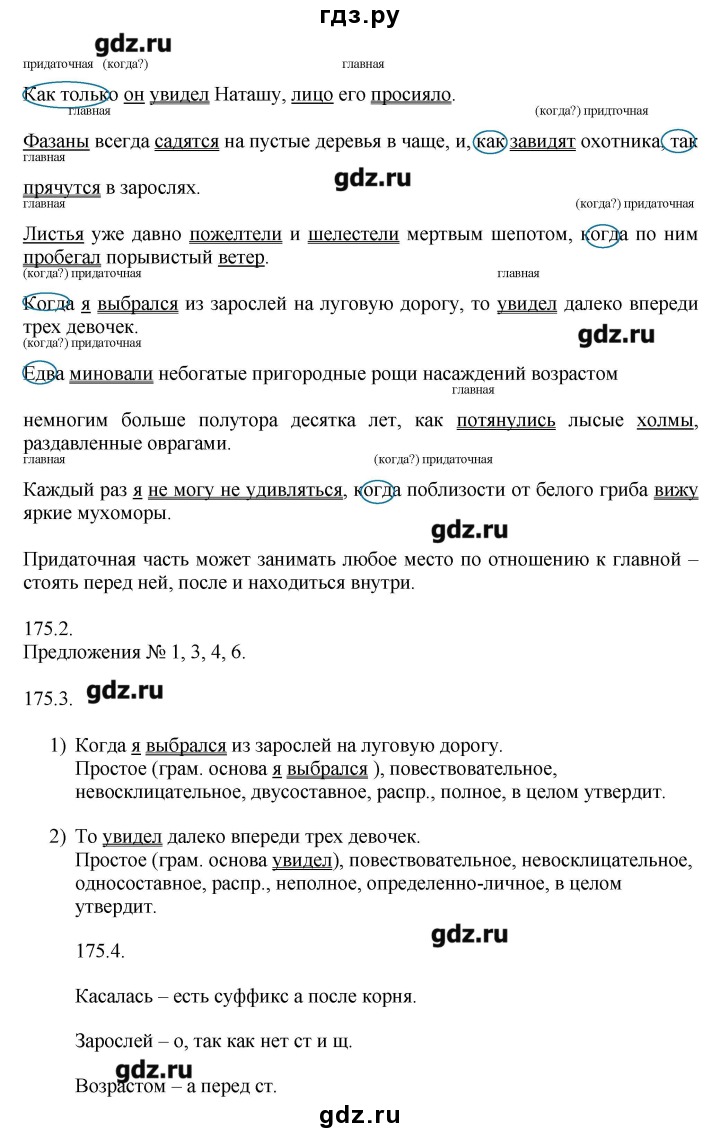 гдз.ру
gdz.ru
придаточная (когда?) главная
Как только он увидел Наташу, лицо его просияло.
главная (когда?) придточная
Фазаны всегда садятся на пустые деревья в чаще, и, как завидят охотника, так
главная
gdz.ru
прячутся в зарослях.
главная (когда?) придаточная
Листья уже давно пожелтели и шелестели мертвым шепотом, когда по ним
пробегал порывистый ветер.
(когда?) придаточная главная
Когда я выбрался из зарослей на луговую дорогу, то увидел далеко впереди
трех девочек.
gdz.ru
(когда?) придаточная
Едва миновали небогатые пригородные рощи насаждений возрастом
главная
немногим больше полутора десятка лет, как потянулись лысые холмы,
раздавленные оврагами.
главная (когда?) придаточная
Каждый раз я не могу не удивляться, когда поблизости от белого гриба вижу
яркие мухоморы.
gdz.ru
Придаточная часть может занимать любое место по отношению к главной –
стоять перед ней, после и находиться внутри.
175.2.
Предложения № 1, 3, 4, 6.
gdz.ru
175.3.
1) Когда я выбрался из зарослей на луговую дорогу.
Простое (грам. основа я выбрался ), повествовательное,
невосклицательное, двусоставное, распр., полное, в целом утвердит.
2) То увидел далеко впереди трех девочек.
Простое (грам. основа увидел), повествовательное, невосклицательное,
односоставное, распр., неполное, определенно-личное, в целом
утвердит.
gdz.ru
175.4.
Касалась – есть суффикс а после корня.
Зарослей – о, так как нет ст и щ.
gdz.ru
Возрастом – а перед ст.
gdz.ru